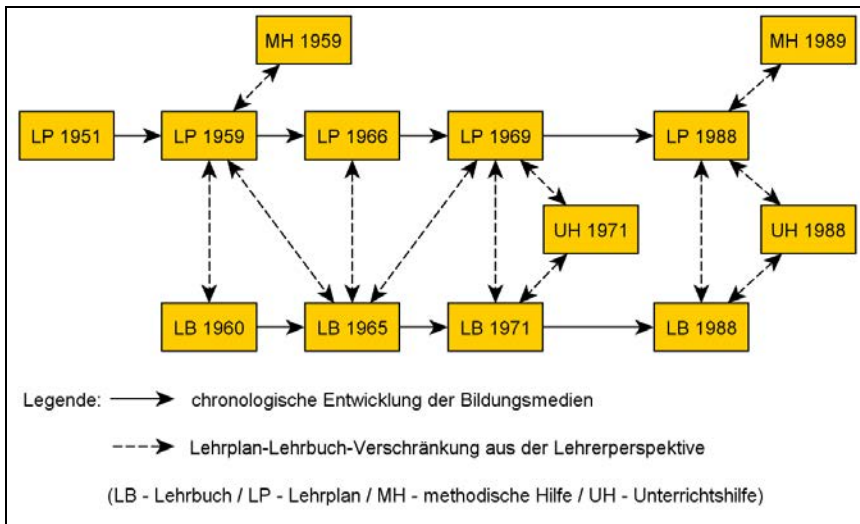 MH 1959
MH 1989
LP 1951
LP 1959
LP 1966
LP 1969
LP 1988
UH 1971
UH 1988
LB 1960
LB 1965
LB 1971
LB 1988
Legende: chronologische Entwicklung der Bildungsmedien
Lehrplan-Lehrbuch-Verschränkung aus der Lehrerperspektive
(LB - Lehrbuch / LP - Lehrplan / MH - methodische Hilfe / UH - Unterrichtshilfe)